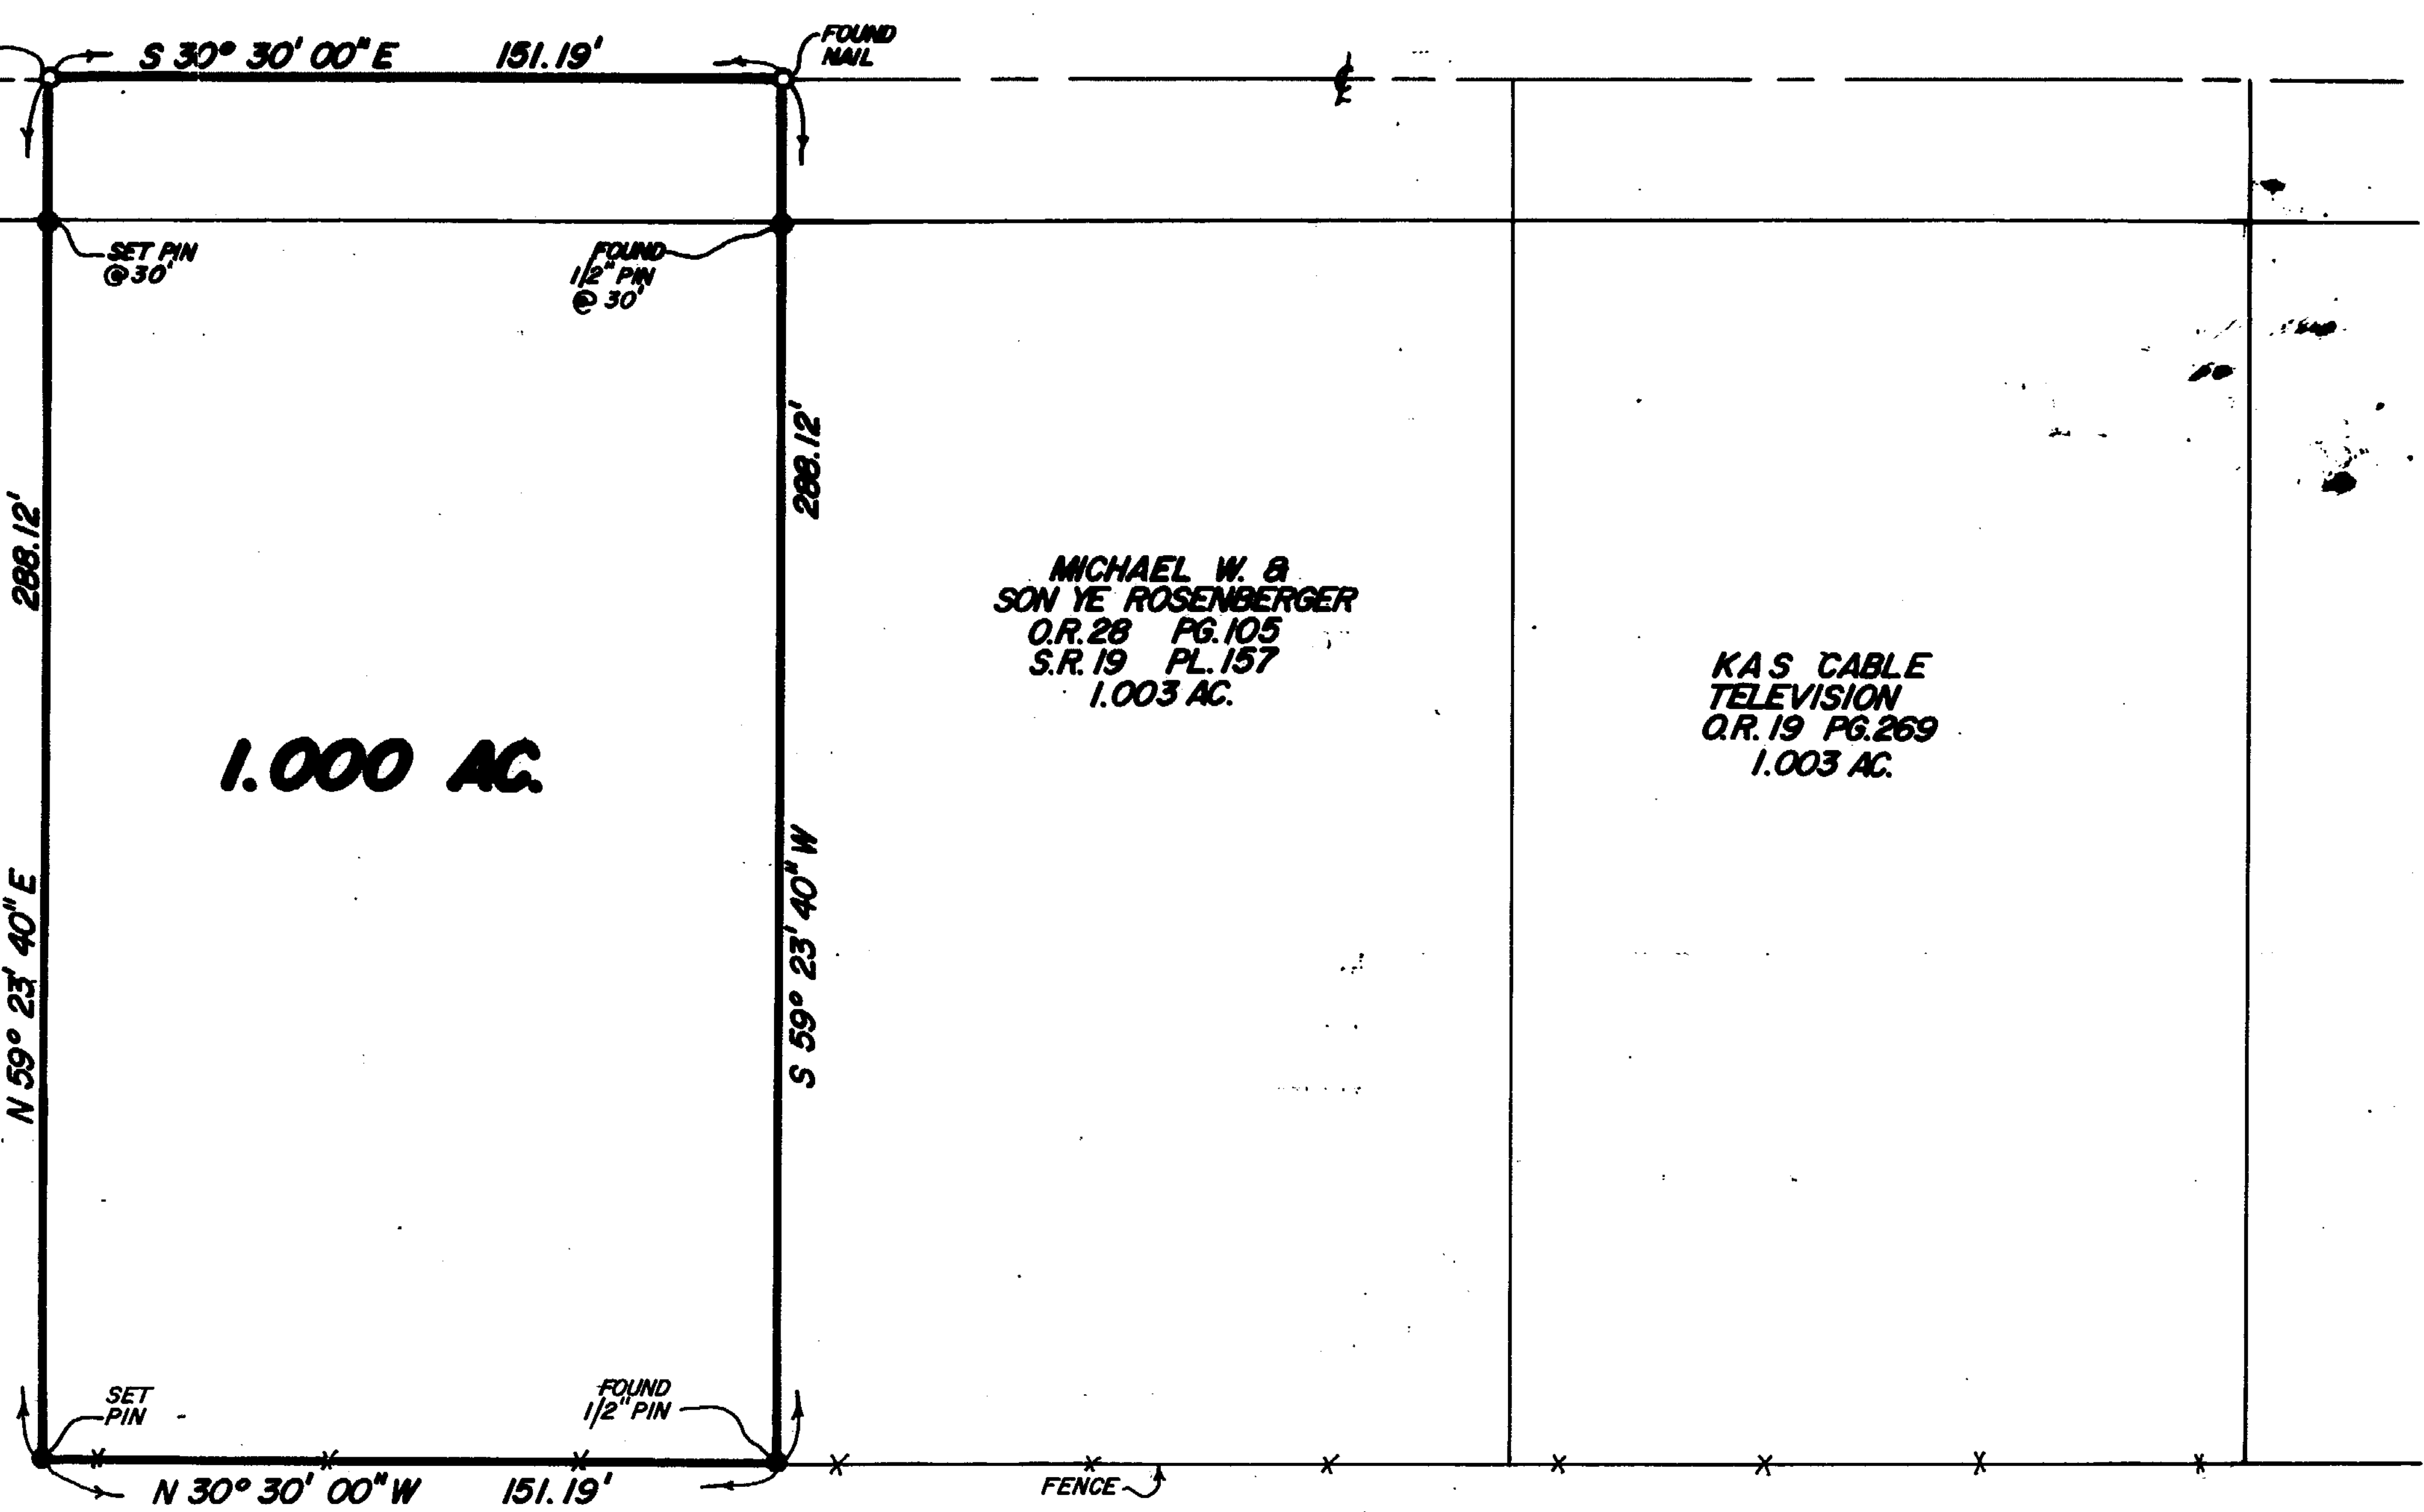 S 30° 30' 00" E 151.19'
FOUND
NAIL
℄
SET PIN
@ 30'
FOUND
1/2" PIN
@ 30'
288.12'
N 59° 23' 40" E
1.000 AC.
288.12'
S 59° 23' 40" W
MICHAEL W. &
SON YE ROSENBERGER
O.R. 28 PG. 105
S.R. 19 PL. 157
1.003 AC.
KAS CABLE
TELEVISION
O.R. 19 PG. 269
1.003 AC.
SET
PIN
FOUND
1/2" PIN
N 30° 30' 00" W 151.19'
FENCE